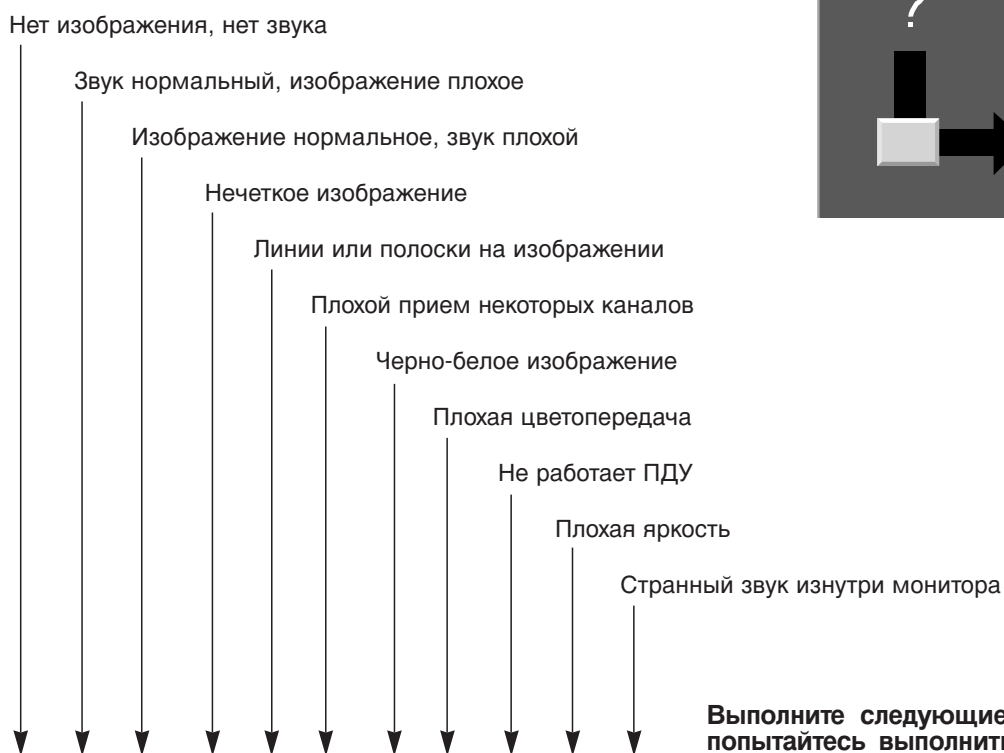 ?
Нет изображения, нет звука
Звук нормальный, изображение плохое
Изображение нормальное, звук плохой
Нечеткое изображение
Линии или полоски на изображении
Плохой прием некоторых каналов
Черно-белое изображение
Плохая цветопередача
Не работает ПДУ
Плохая яркость
Странный звук изнутри монитора
Выполните следующие
попытайтесь выполнить